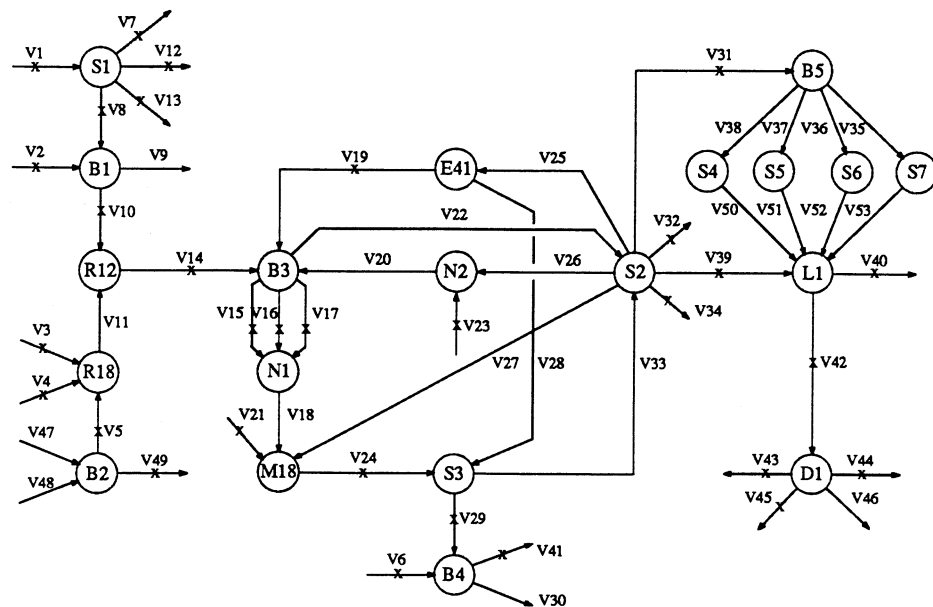 V7
V1 V12 V31
S1 B5
V13
V8 V38 V37 V36 V35
V2 V9 V19 V25
B1 E41 S4 S5 S6 S7
V10 V22 V32 V50 V51 V52 V53
V14 V20 V26 V39 V40
R12 B3 N2 S2 L1
V15 V16 V17 V34
V11 V23
V3 V27 V28 V33 V42
R18 N1
V4
V21 V18
V5
V47 V49 V24 V43 V44
B2 M18 S3 D1
V48 V45 V46
V29
V6 V41
B4
V30